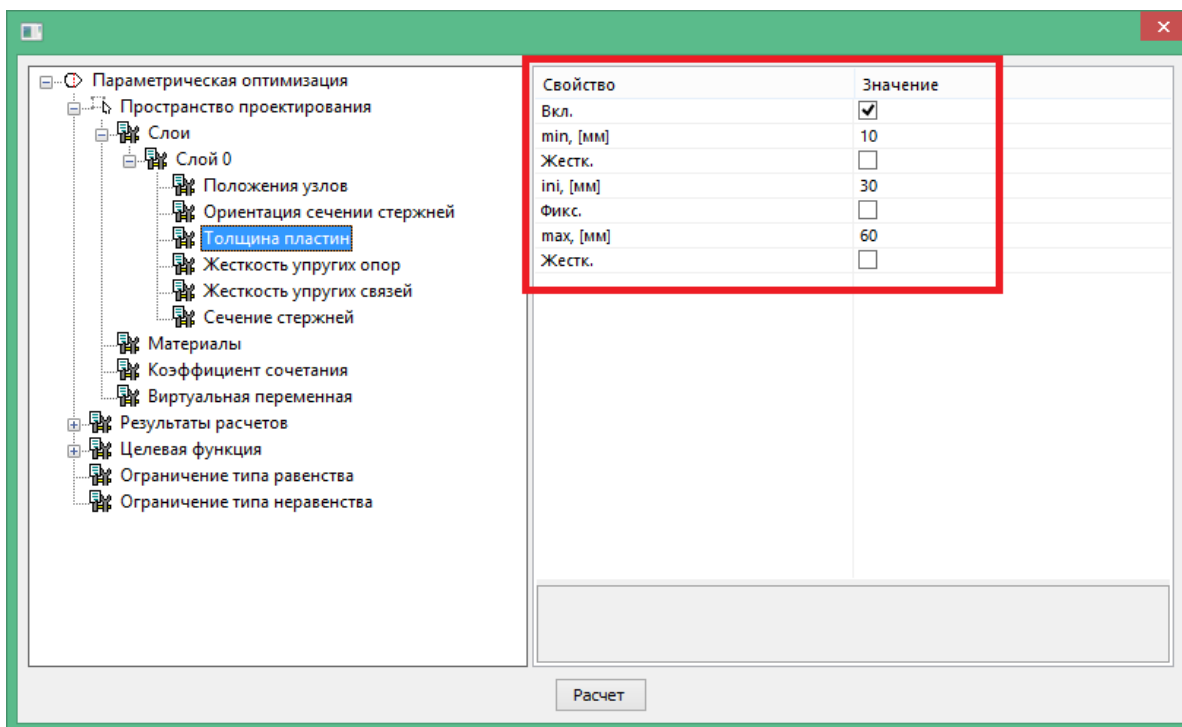 Параметрическая оптимизация
Пространство проектирования
Слои
Слой 0
Положения узлов
Ориентация сечении стержней
Толщина пластин
Жесткость упругих опор
Жесткость упругих связей
Сечение стержней
Материалы
Коэффициент сочетания
Виртуальная переменная
Результаты расчетов
Целевая функция
Ограничение типа равенства
Ограничение типа неравенства
Свойство Значение
Вкл.
min, [мм] 10
Жестк.
ini, [мм] 30
Фикс.
max, [мм] 60
Жестк.
Расчет